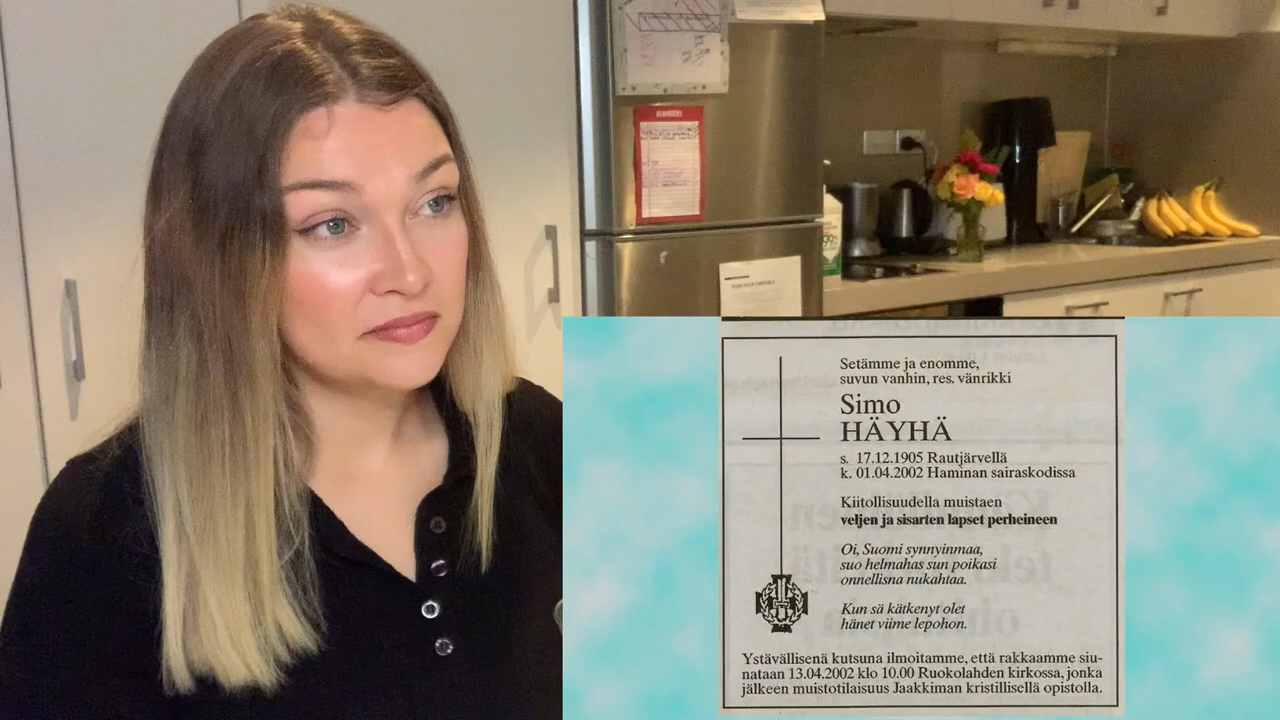 REMINDERS
Setämme ja enomme,
suvun vanhin, res. vänrikki
Simo
HÄYHÄ
s. 17.12.1905 Rautjärvellä
k. 01.04.2002 Haminan sairaskodissa
Kiitollisuudella muistaen
veljen ja sisarten lapset perheineen
Oi, Suomi synnyinmaa,
suo helmahas sun poikasi
onnellisna nukahtaa.
Kun sä kätkenyt olet
hänet viime lepohon.
Ystävällisenä kutsuna ilmoitamme, että rakkaamme siu-
nataan 13.04.2002 klo 10.00 Ruokolahden kirkossa, jonka
jälkeen muistotilaisuus Jaakkiman kristillisellä opistolla.